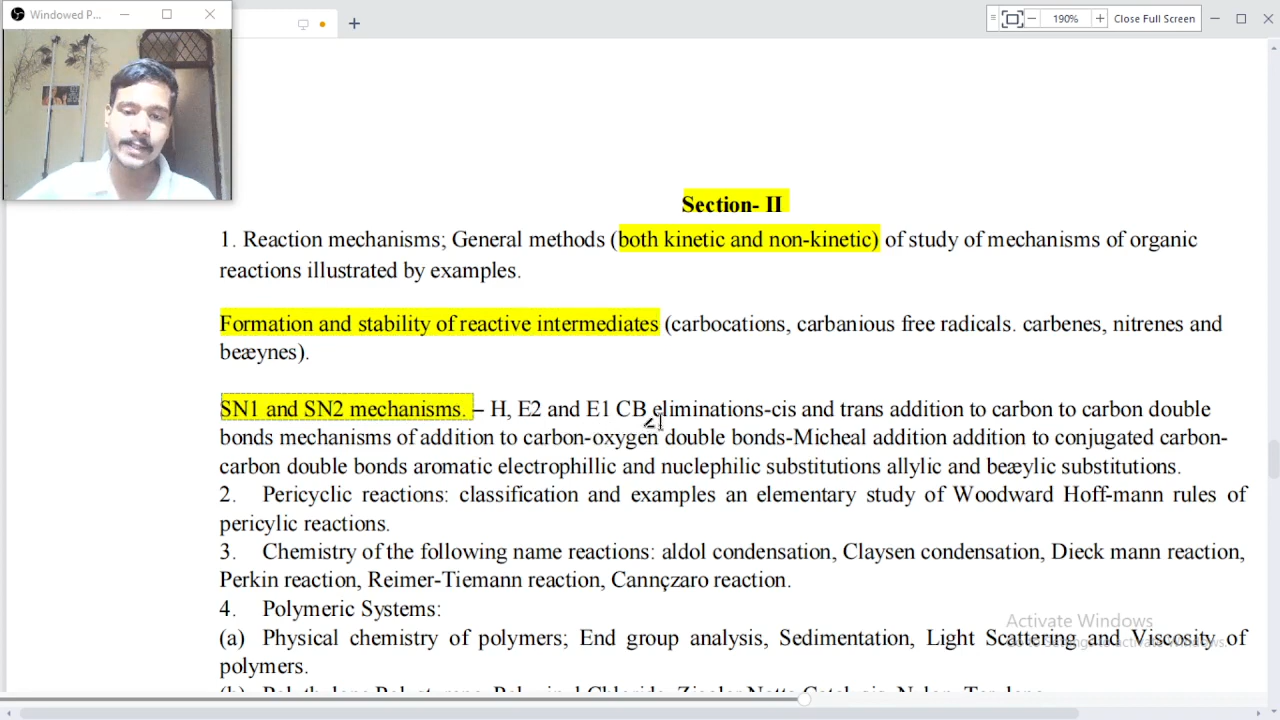 Windowed P...
190%
Close Full Screen
Section- II
1. Reaction mechanisms; General methods (both kinetic and non-kinetic) of study of mechanisms of organic
reactions illustrated by examples.
Formation and stability of reactive intermediates (carbocations, carbanious free radicals. carbenes, nitrenes and
beæynes).
SN1 and SN2 mechanisms. – H, E2 and E1 CB eliminations-cis and trans addition to carbon to carbon double
bonds mechanisms of addition to carbon-oxygen double bonds-Micheal addition addition to conjugated carbon-
carbon double bonds aromatic electrophillic and nuclephilic substitutions allylic and beæylic substitutions.
2. Pericyclic reactions: classification and examples an elementary study of Woodward Hoff-mann rules of
pericylic reactions.
3. Chemistry of the following name reactions: aldol condensation, Claysen condensation, Dieck mann reaction,
Perkin reaction, Reimer-Tiemann reaction, Cannçzaro reaction.
4. Polymeric Systems:
(a) Physical chemistry of polymers; End group analysis, Sedimentation, Light Scattering and Viscosity of
polymers.
Activate Windows
Go to Settings to activate Windows.